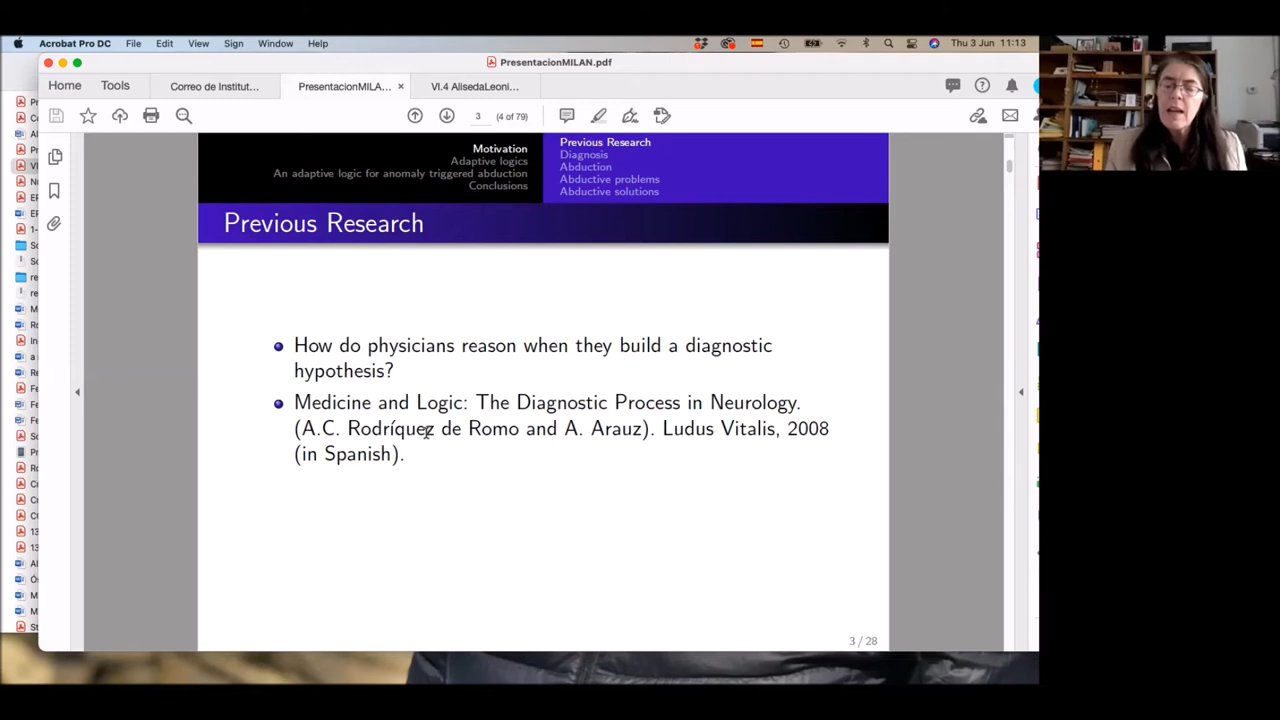 Acrobat Pro DC File Edit View Sign Window Help Thu 3 Jun 11:13
PresentacionMILAN.pdf
Home Tools Correo de Institut... PresentacionMILA... × VI.4 AlisedaLeoni...
3 (4 of 79)
Motivation
Adaptive logics
An adaptive logic for anomaly triggered abduction
Conclusions
Previous Research
Diagnosis
Abduction
Abductive problems
Abductive solutions
Previous Research
How do physicians reason when they build a diagnostic
hypothesis?
Medicine and Logic: The Diagnostic Process in Neurology.
(A.C. Rodríquez de Romo and A. Arauz). Ludus Vitalis, 2008
(in Spanish).
3 / 28